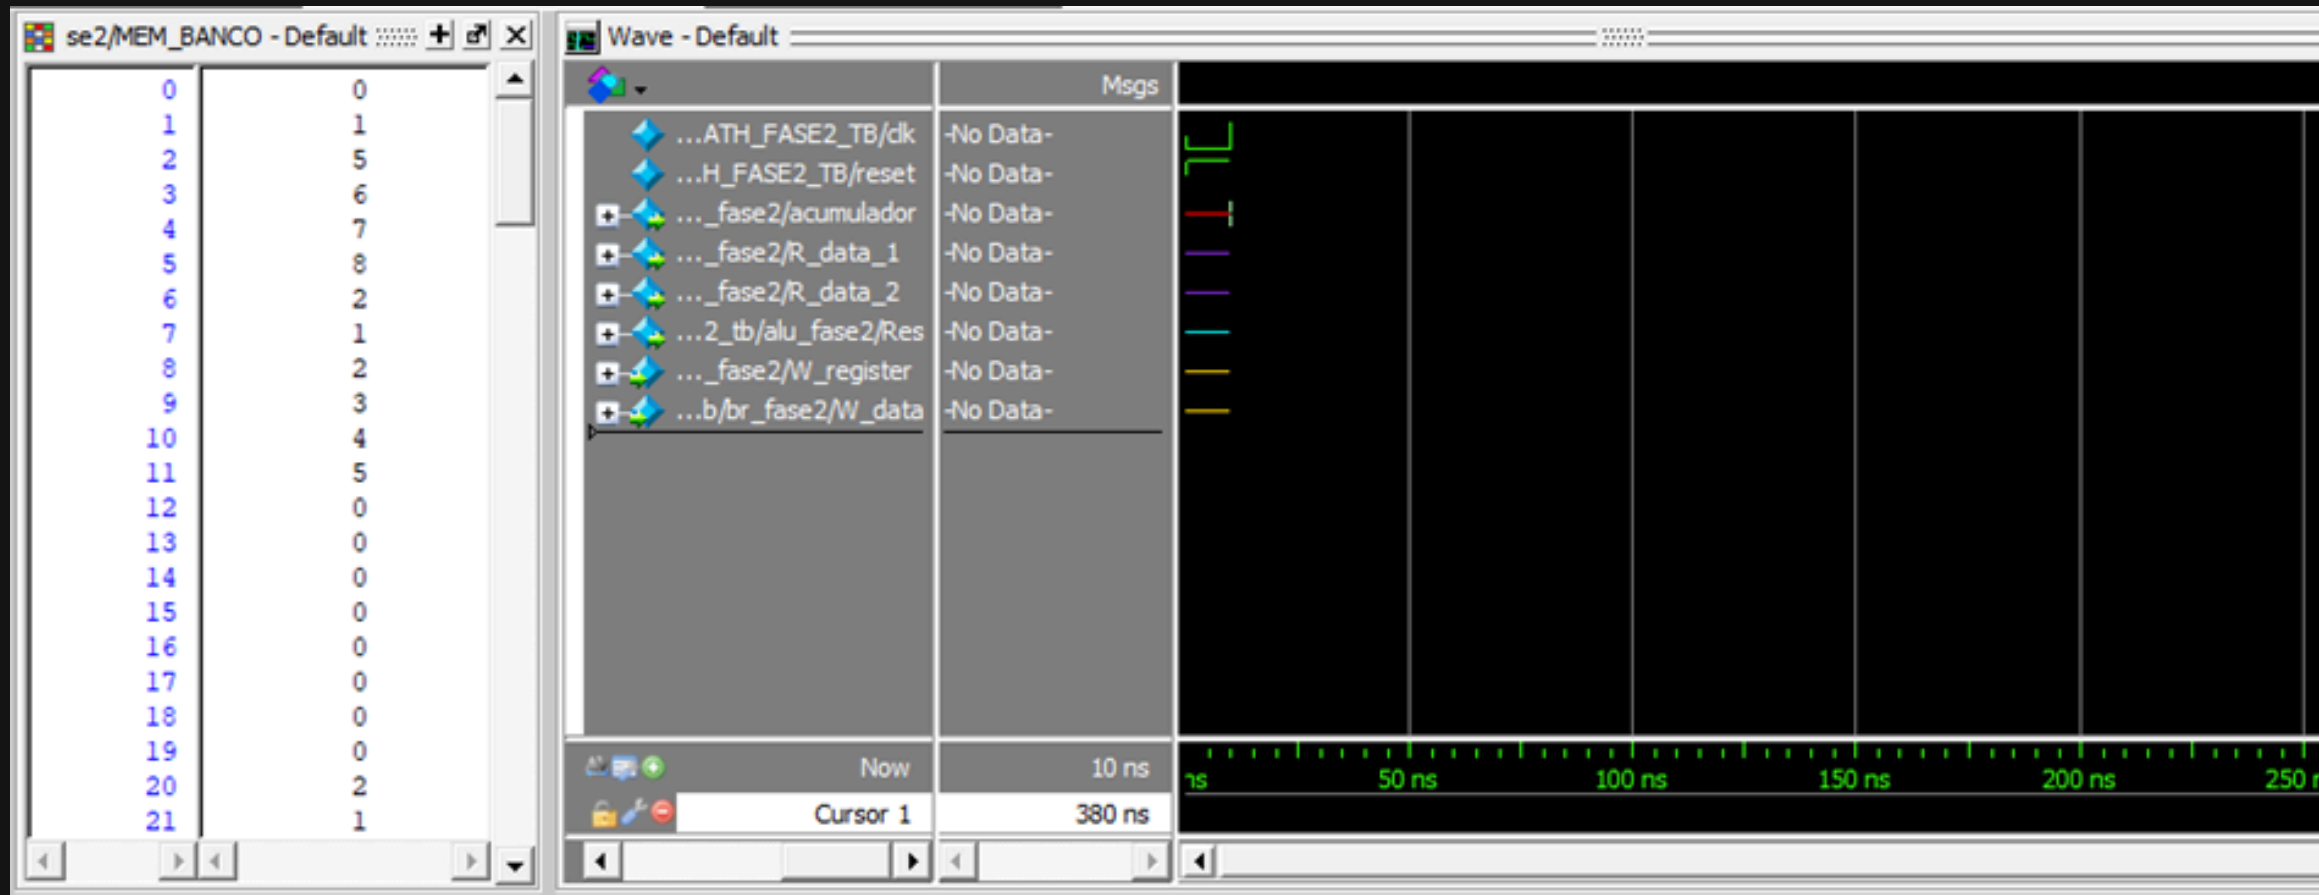 se2/MEM_BANCO - Default
0 0
1 1
2 5
3 6
4 7
5 8
6 2
7 1
8 2
9 3
10 4
11 5
12 0
13 0
14 0
15 0
16 0
17 0
18 0
19 0
20 2
21 1
Wave - Default
Msgs
...ATH_FASE2_TB/clk -No Data-
...H_FASE2_TB/reset -No Data-
..._fase2/acumulador -No Data-
..._fase2/R_data_1 -No Data-
..._fase2/R_data_2 -No Data-
...2_tb/alu_fase2/Res -No Data-
..._fase2/W_register -No Data-
...b/br_fase2/W_data -No Data-
Now 10 ns
Cursor 1 380 ns
ns 50 ns 100 ns 150 ns 200 ns 250 n